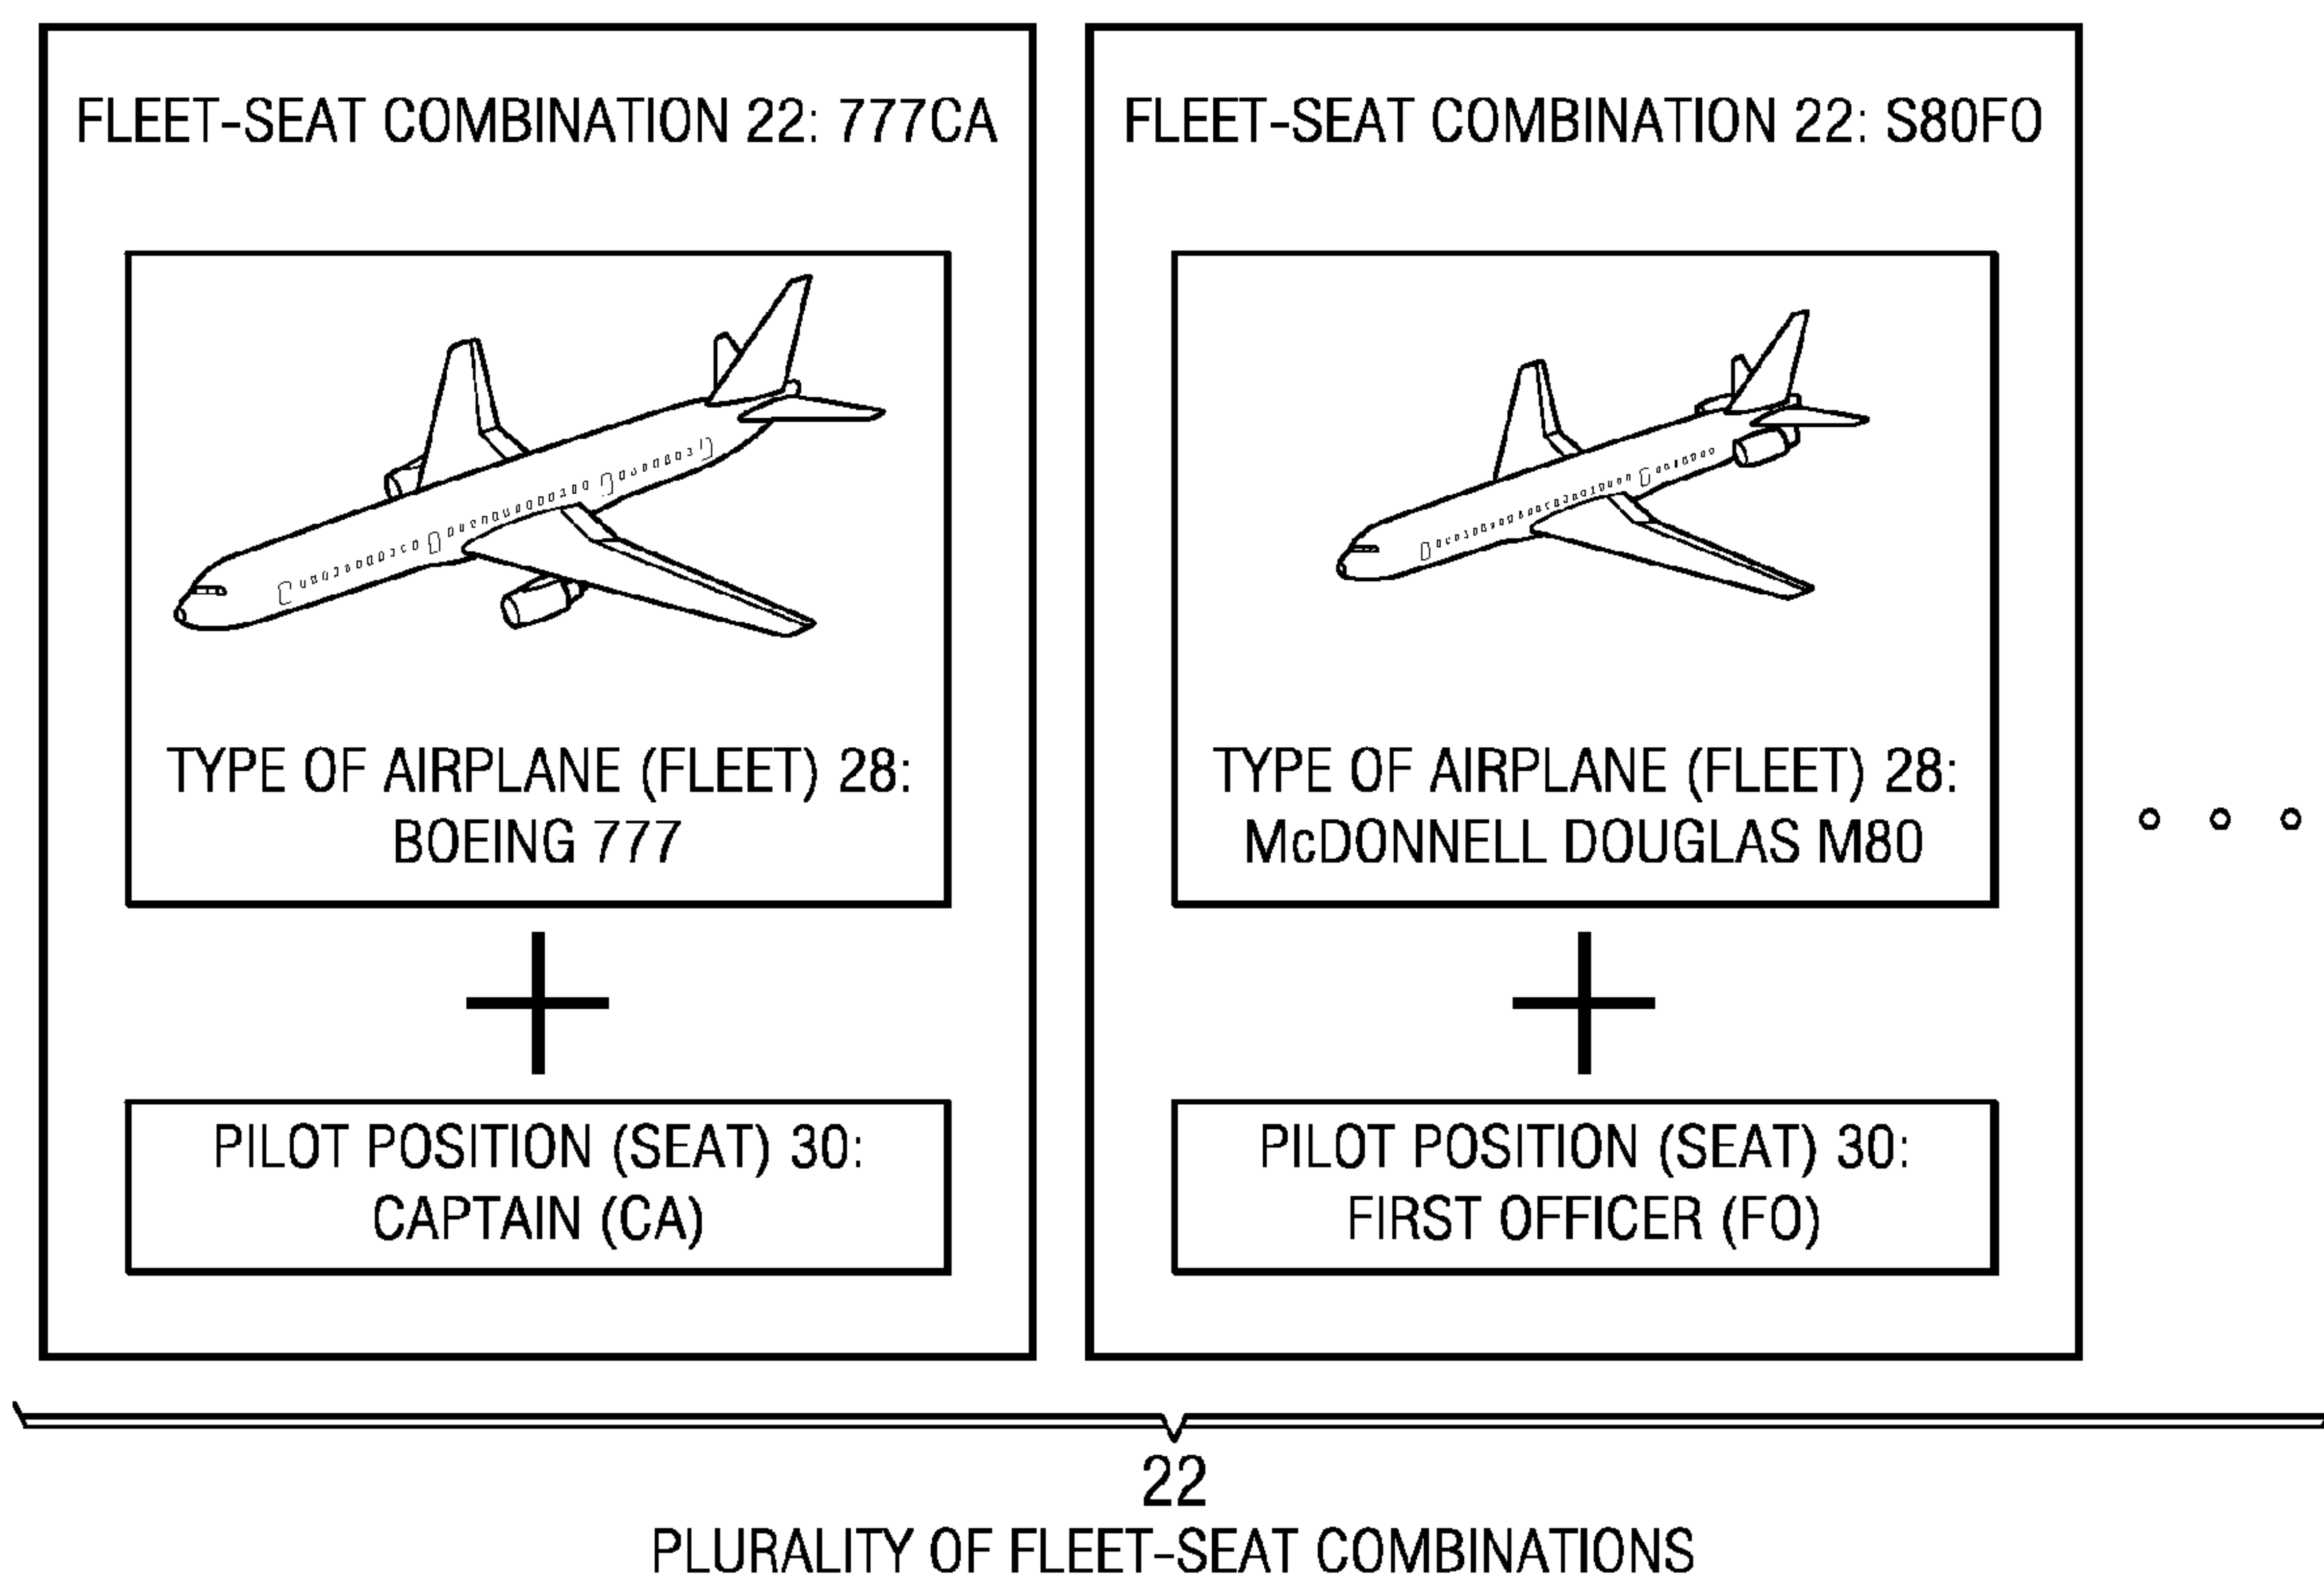 FLEET-SEAT COMBINATION 22: 777CA
TYPE OF AIRPLANE (FLEET) 28:
BOEING 777
PILOT POSITION (SEAT) 30:
CAPTAIN (CA)
FLEET-SEAT COMBINATION 22: S80FO
TYPE OF AIRPLANE (FLEET) 28:
McDONNELL DOUGLAS M80
PILOT POSITION (SEAT) 30:
FIRST OFFICER (FO)
22
PLURALITY OF FLEET-SEAT COMBINATIONS